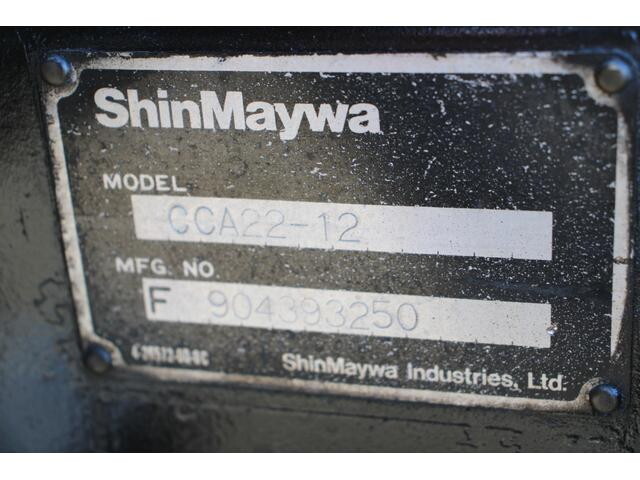 ShinMaywa
MODEL
CCA22-12
MFG. NO.
F 904393250
ShinMaywa Industries, Ltd.